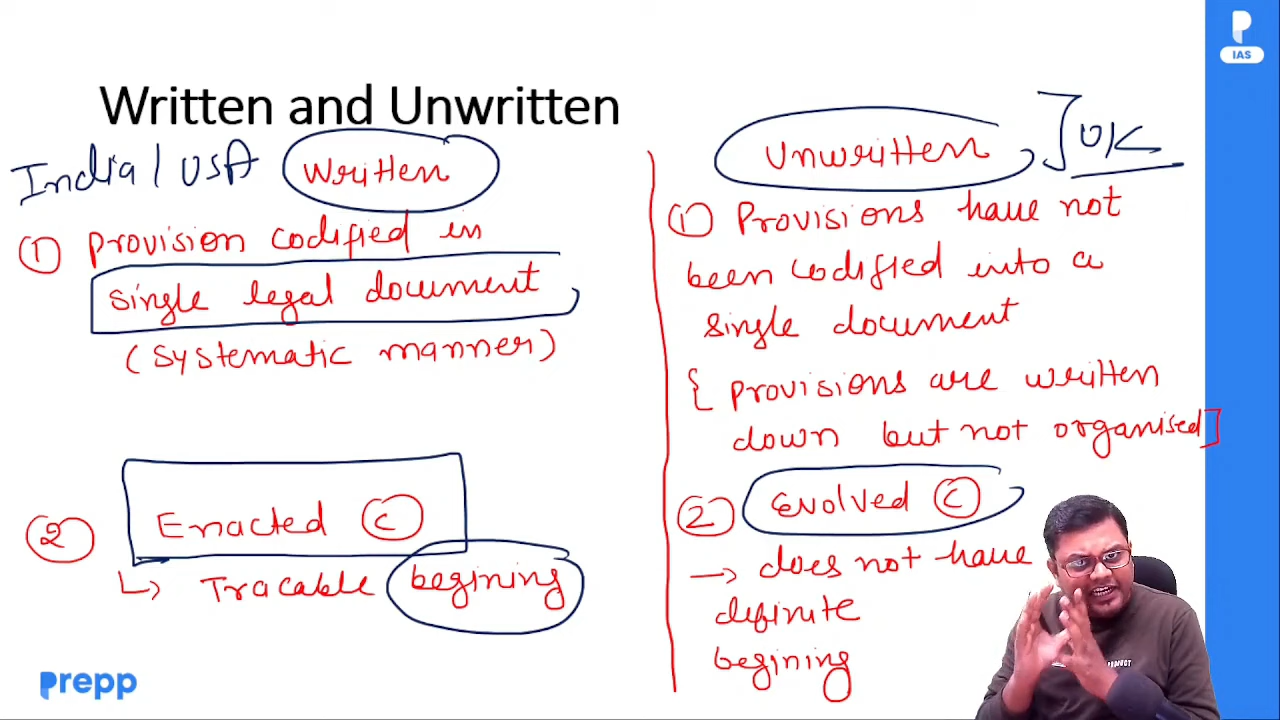 P
IAS
Written and Unwritten
India / USA Written
① provision codified in
single legal document
(systematic manner)
② Enacted Ⓒ
↳ Tracable begining
Unwritten ] UK
① Provisions have not
been codified into a
single document
{ provisions are written
down but not organised ]
② Evolved Ⓒ
→ does not have
definite
begining
prepp